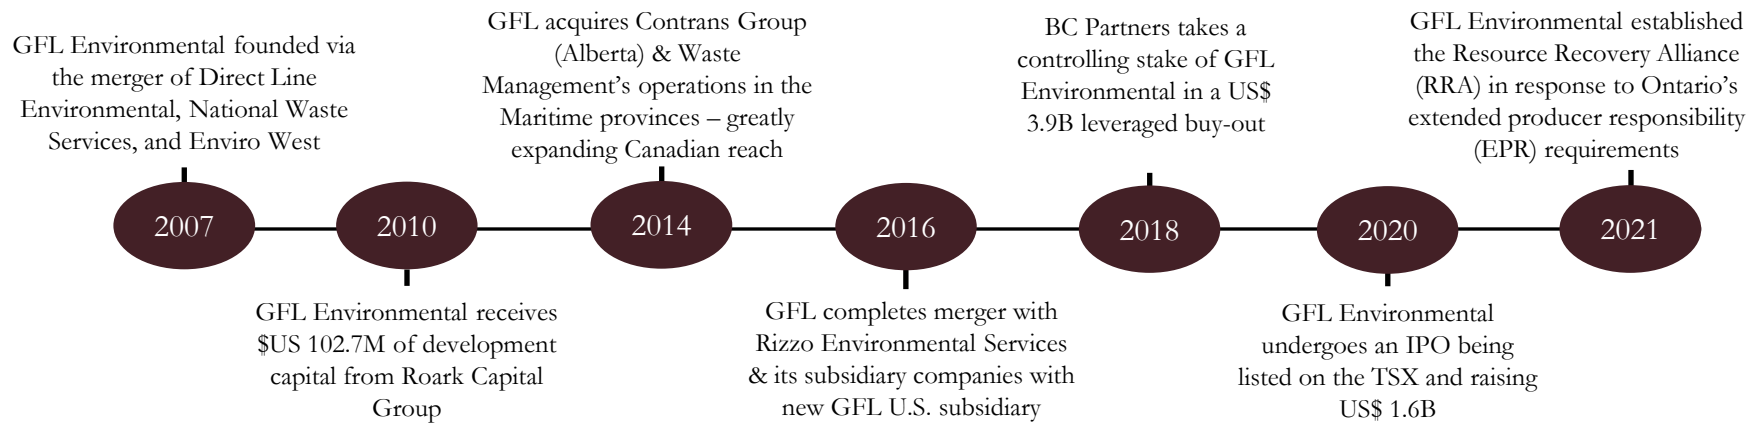 GFL Environmental founded via
the merger of Direct Line
Environmental, National Waste
Services, and Enviro West
2007
2010
GFL Environmental receives
$US 102.7M of development
capital from Roark Capital
Group
GFL acquires Contrans Group
(Alberta) & Waste
Management’s operations in the
Maritime provinces – greatly
expanding Canadian reach
2014
2016
GFL completes merger with
Rizzo Environmental Services
& its subsidiary companies with
new GFL U.S. subsidiary
BC Partners takes a
controlling stake of GFL
Environmental in a US$
3.9B leveraged buy-out
2018
2020
GFL Environmental
undergoes an IPO being
listed on the TSX and raising
US$ 1.6B
GFL Environmental established
the Resource Recovery Alliance
(RRA) in response to Ontario’s
extended producer responsibility
(EPR) requirements
2021